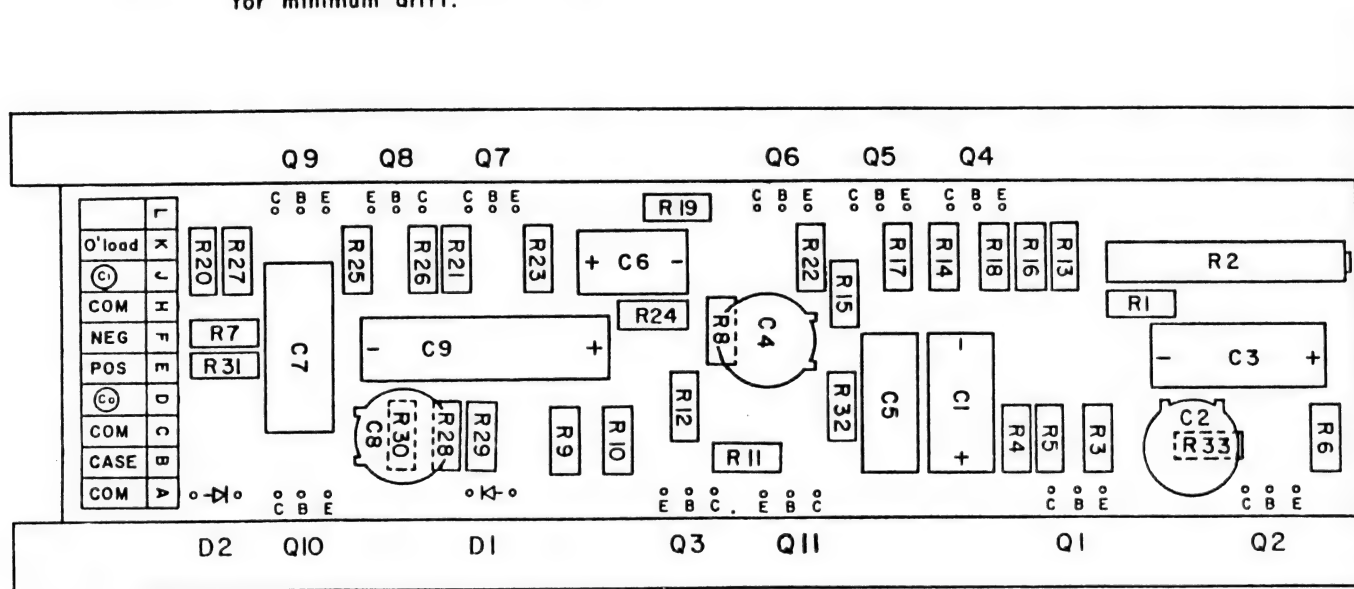 for minimum drift.
Q9 Q8 Q7 Q6 Q5 Q4
C B E E B C C B E C B E C B E C B E
L
O'load K
Ci J
COM H
NEG F
POS E
Co D
COM C
CASE B
COM A
R20 R27 R25 R26 R21 R23 R19 R22 R17 R14 R18 R16 R13
+ C6 -
R2
R15
R1
R7
R31
C7
R24
R8
C4
- C9 +
- C3 +
C5
- C1 +
C8 R30 R28 R29 R9 R10 R12 R11 R32 R4 R5 R3 C2 R33 R6
C B E E B C . E B C C B E C B E
D2 Q10 D1 Q3 Q11 Q1 Q2